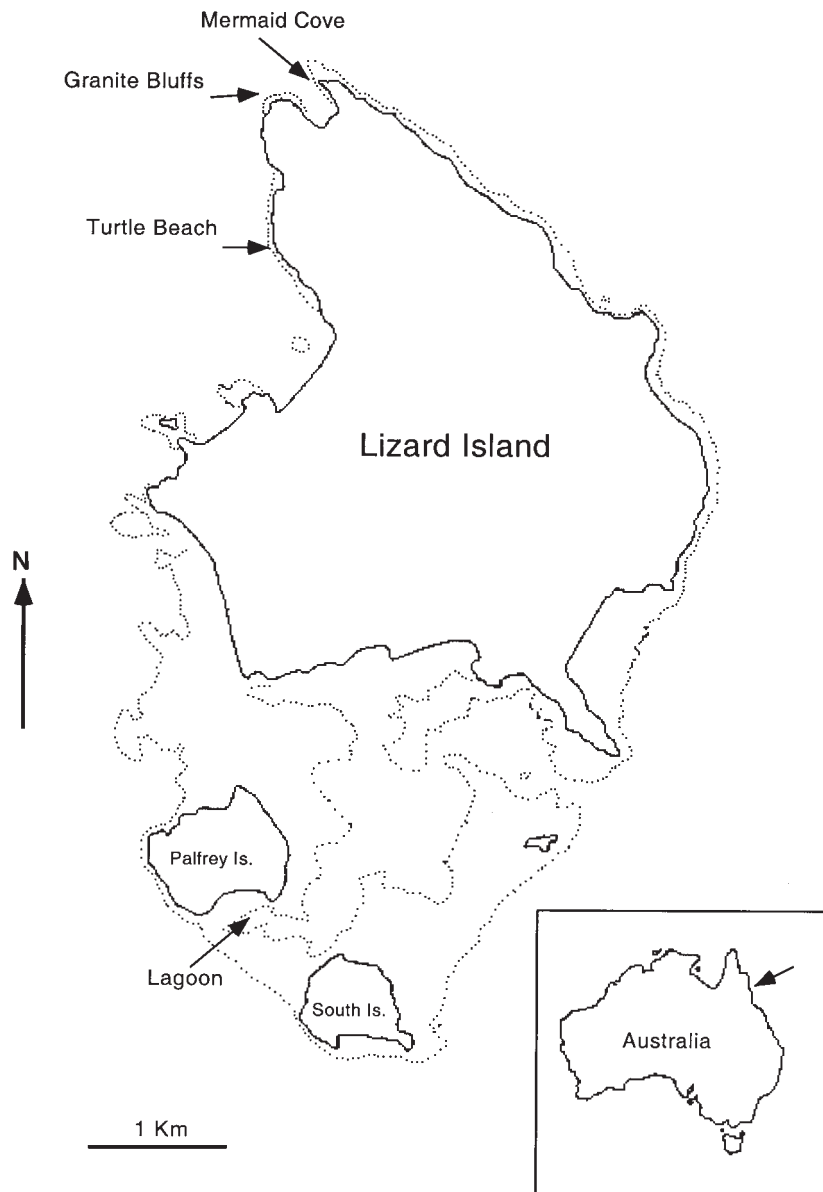 Mermaid Cove
Granite Bluffs
Turtle Beach
Lizard Island
N
Palfrey Is.
Lagoon
South Is.
Australia
1 Km